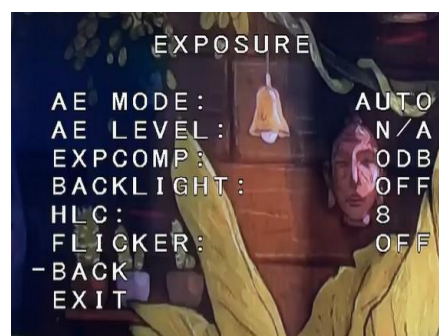 EXPOSURE
AE MODE: AUTO
AE LEVEL: N/A
EXPCOMP: 0DB
BACKLIGHT: OFF
HLC: 8
FLICKER: OFF
-BACK
EXIT